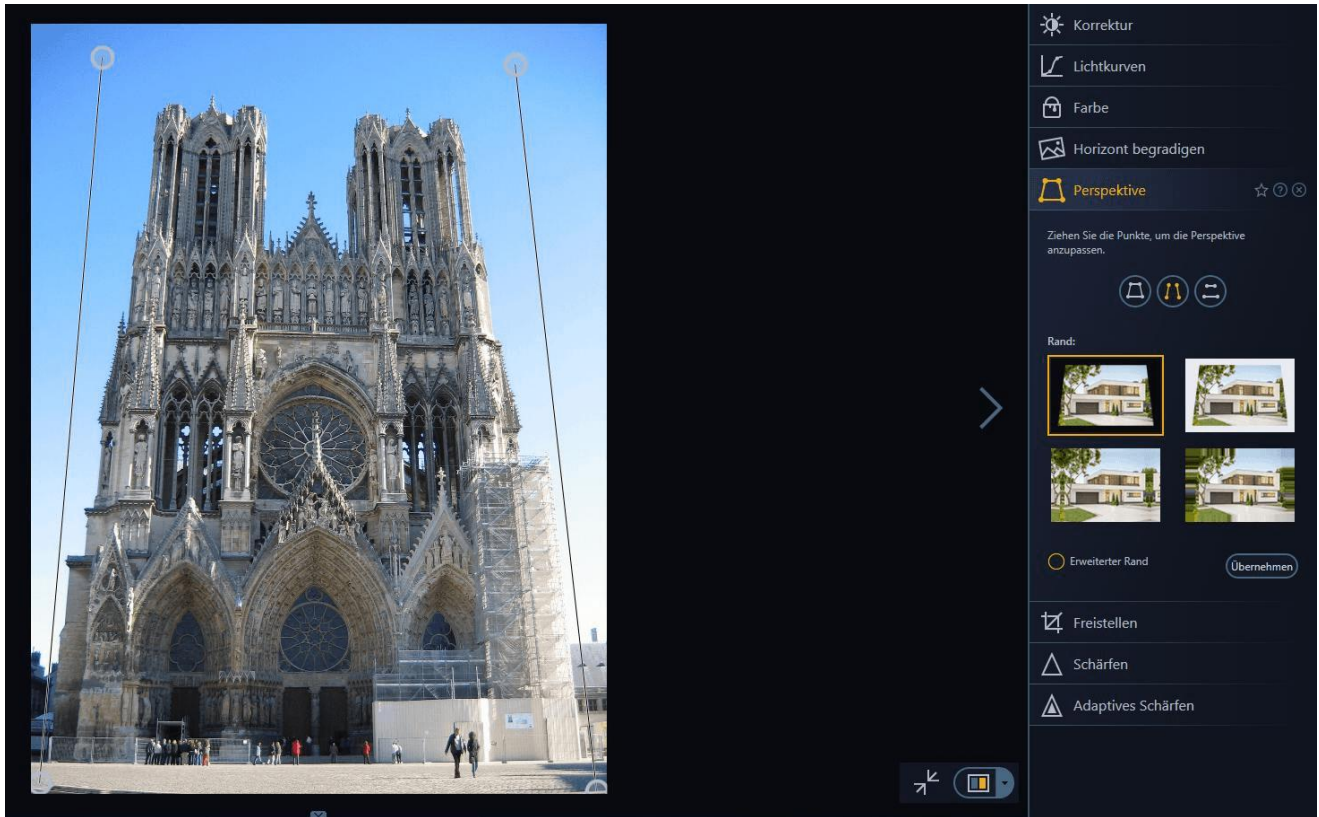 Korrektur
Lichtkurven
Farbe
Horizont begradigen
Perspektive
Ziehen Sie die Punkte, um die Perspektive
anzupassen.
Rand:
Erweiterter Rand
Übernehmen
Freistellen
Schärfen
Adaptives Schärfen